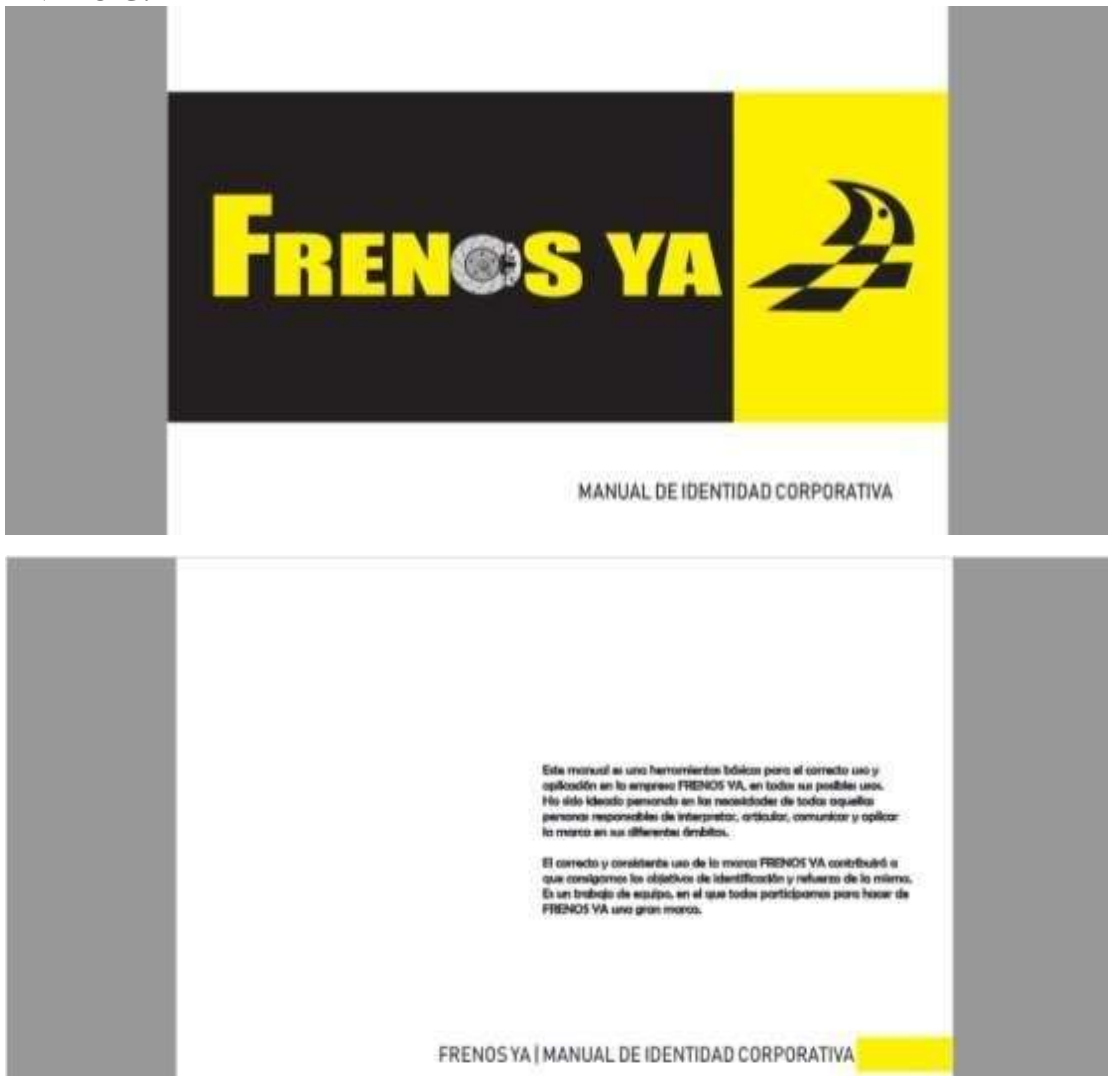 FRENOS YA
MANUAL DE IDENTIDAD CORPORATIVA
Este manual es una herramientas básicas para el correcto uso y
aplicación en la empresa FRENOS YA, en todos sus posibles usos.
Ha sido ideado pensando en las necesidades de todas aquellas
personas responsables de interpretar, articular, comunicar y aplicar
la marca en sus diferentes ámbitos.
El correcto y consistente uso de la marca FRENOS YA contribuirá a
que consigamos los objetivos de identificación y refuerzo de la misma.
Es un trabajo de equipo, en el que todos participamos para hacer de
FRENOS YA una gran marca.
FRENOS YA | MANUAL DE IDENTIDAD CORPORATIVA